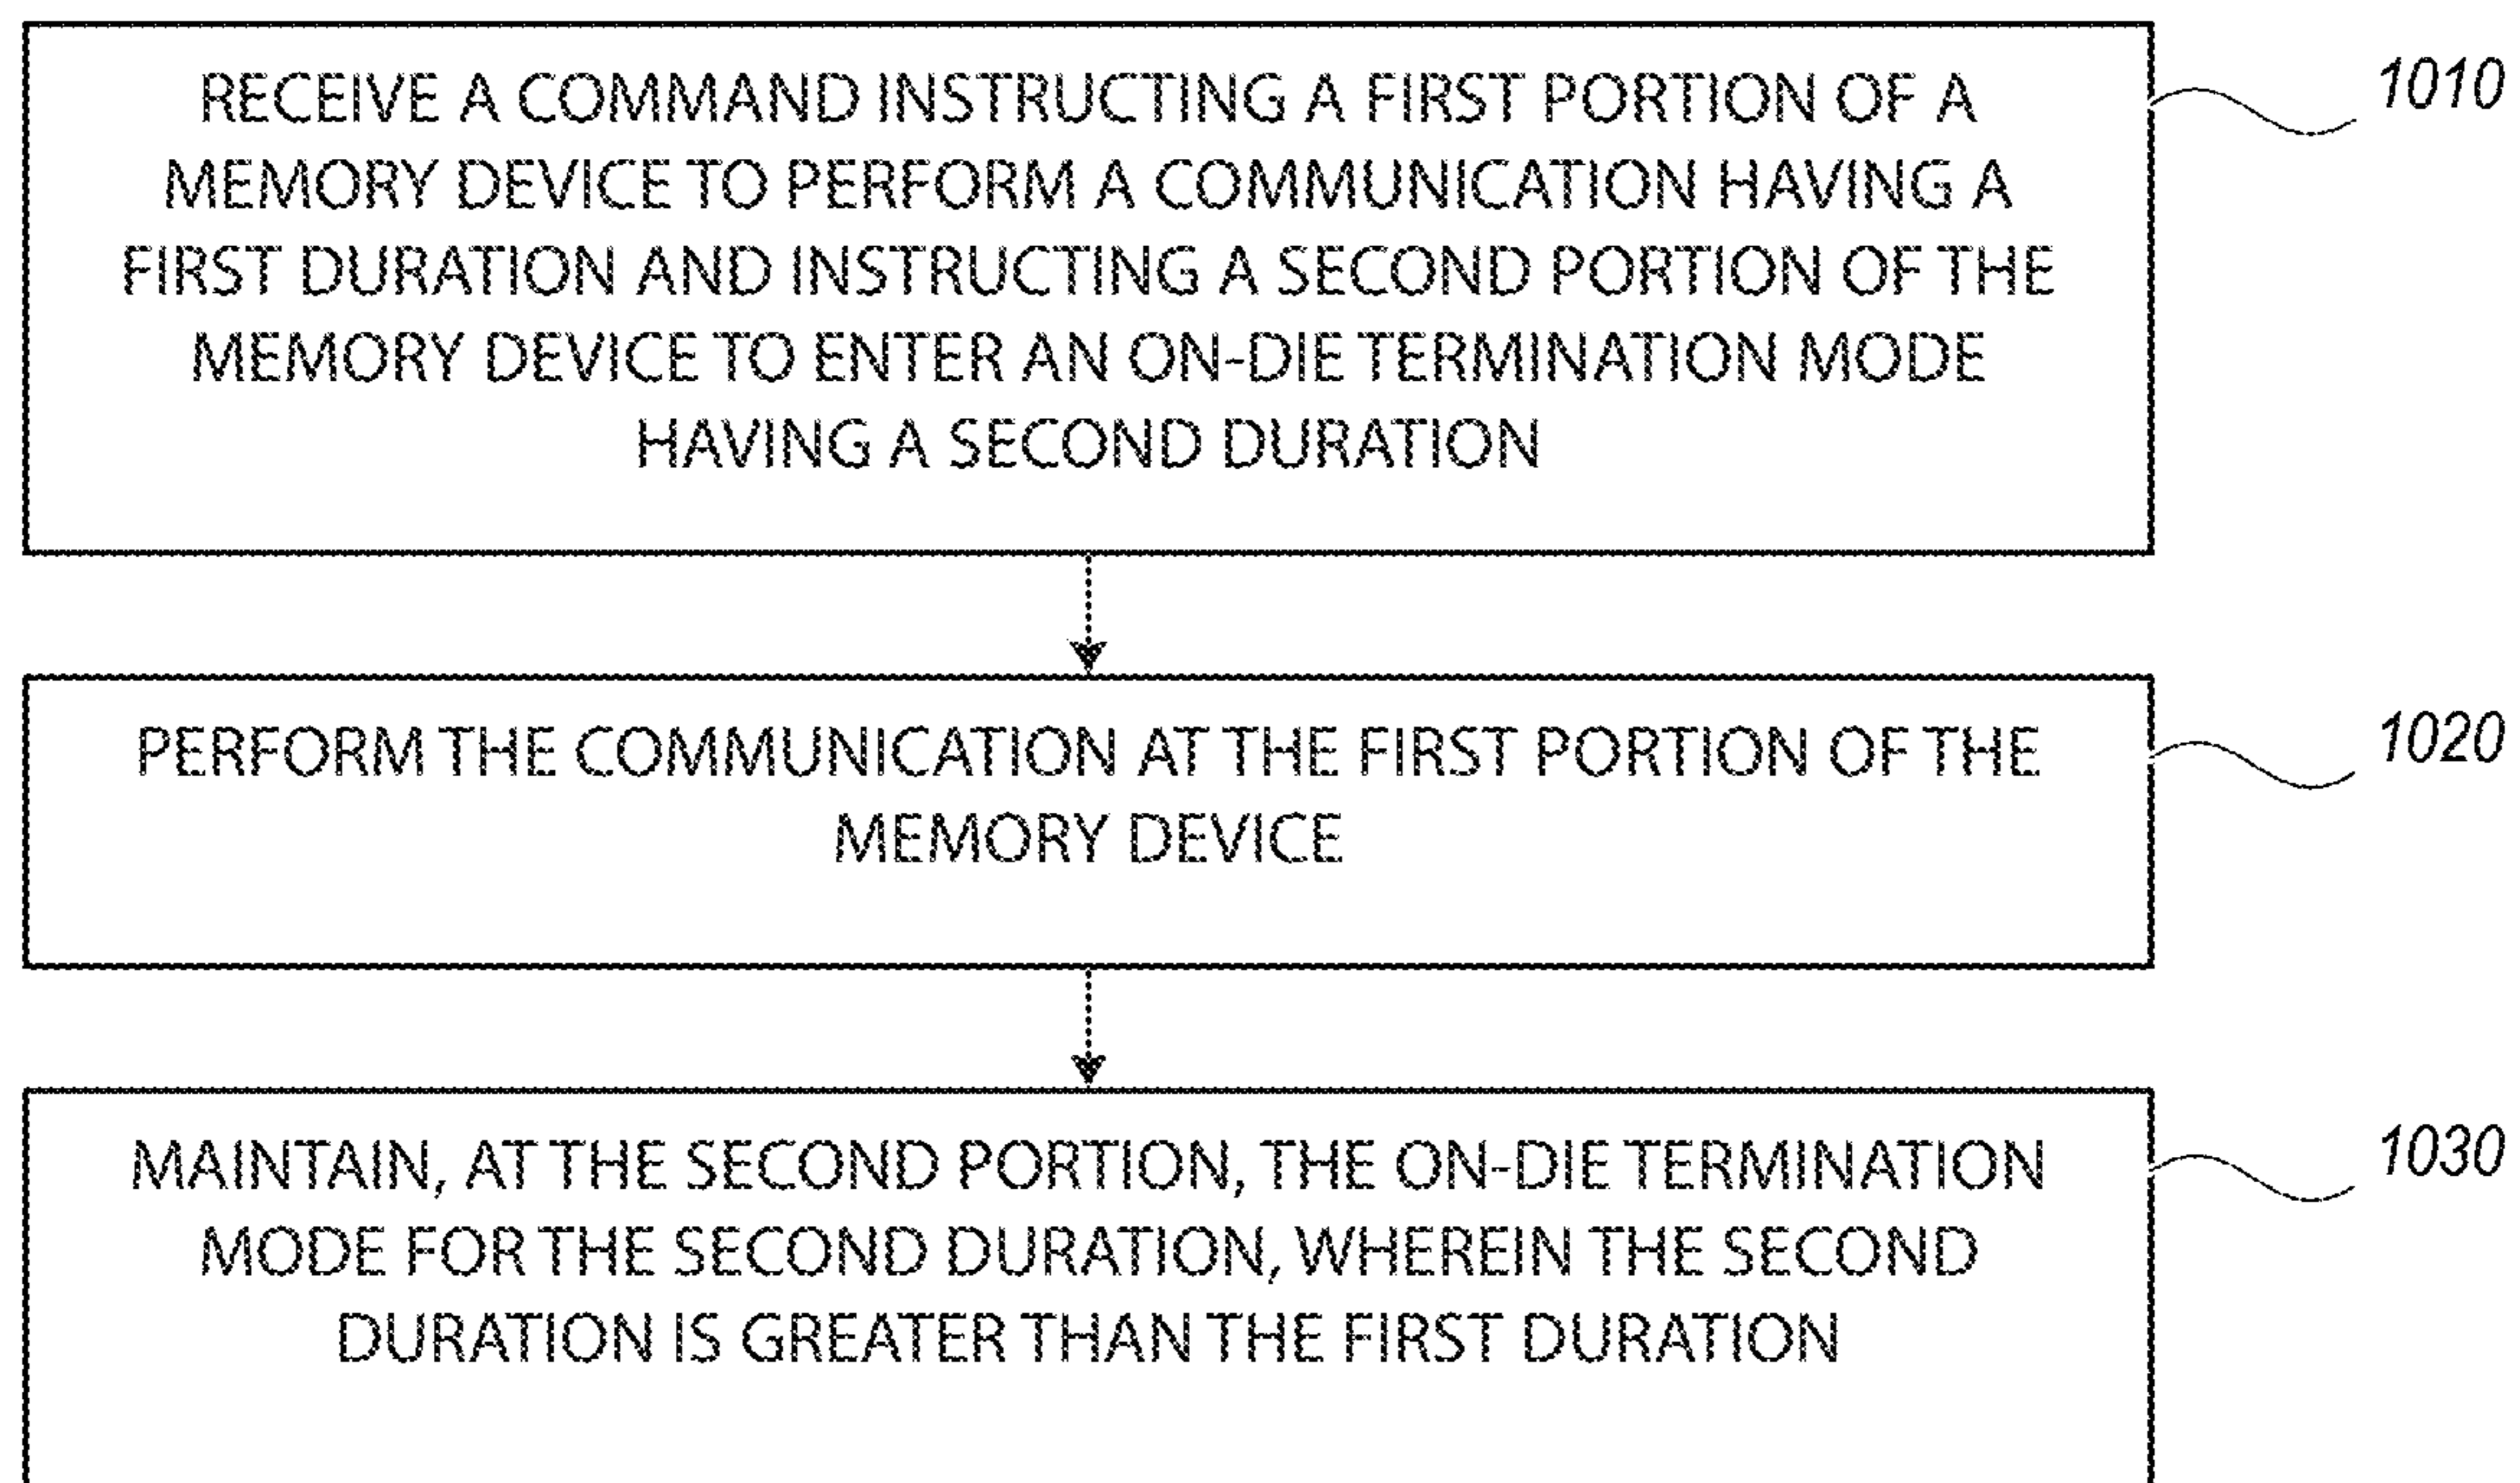 RECEIVE A COMMAND INSTRUCTING A FIRST PORTION OF A
MEMORY DEVICE TO PERFORM A COMMUNICATION HAVING A
FIRST DURATION AND INSTRUCTING A SECOND PORTION OF THE
MEMORY DEVICE TO ENTER AN ON-DIE TERMINATION MODE
HAVING A SECOND DURATION
1010
PERFORM THE COMMUNICATION AT THE FIRST PORTION OF THE
MEMORY DEVICE
1020
MAINTAIN, AT THE SECOND PORTION, THE ON-DIE TERMINATION
MODE FOR THE SECOND DURATION, WHEREIN THE SECOND
DURATION IS GREATER THAN THE FIRST DURATION
1030